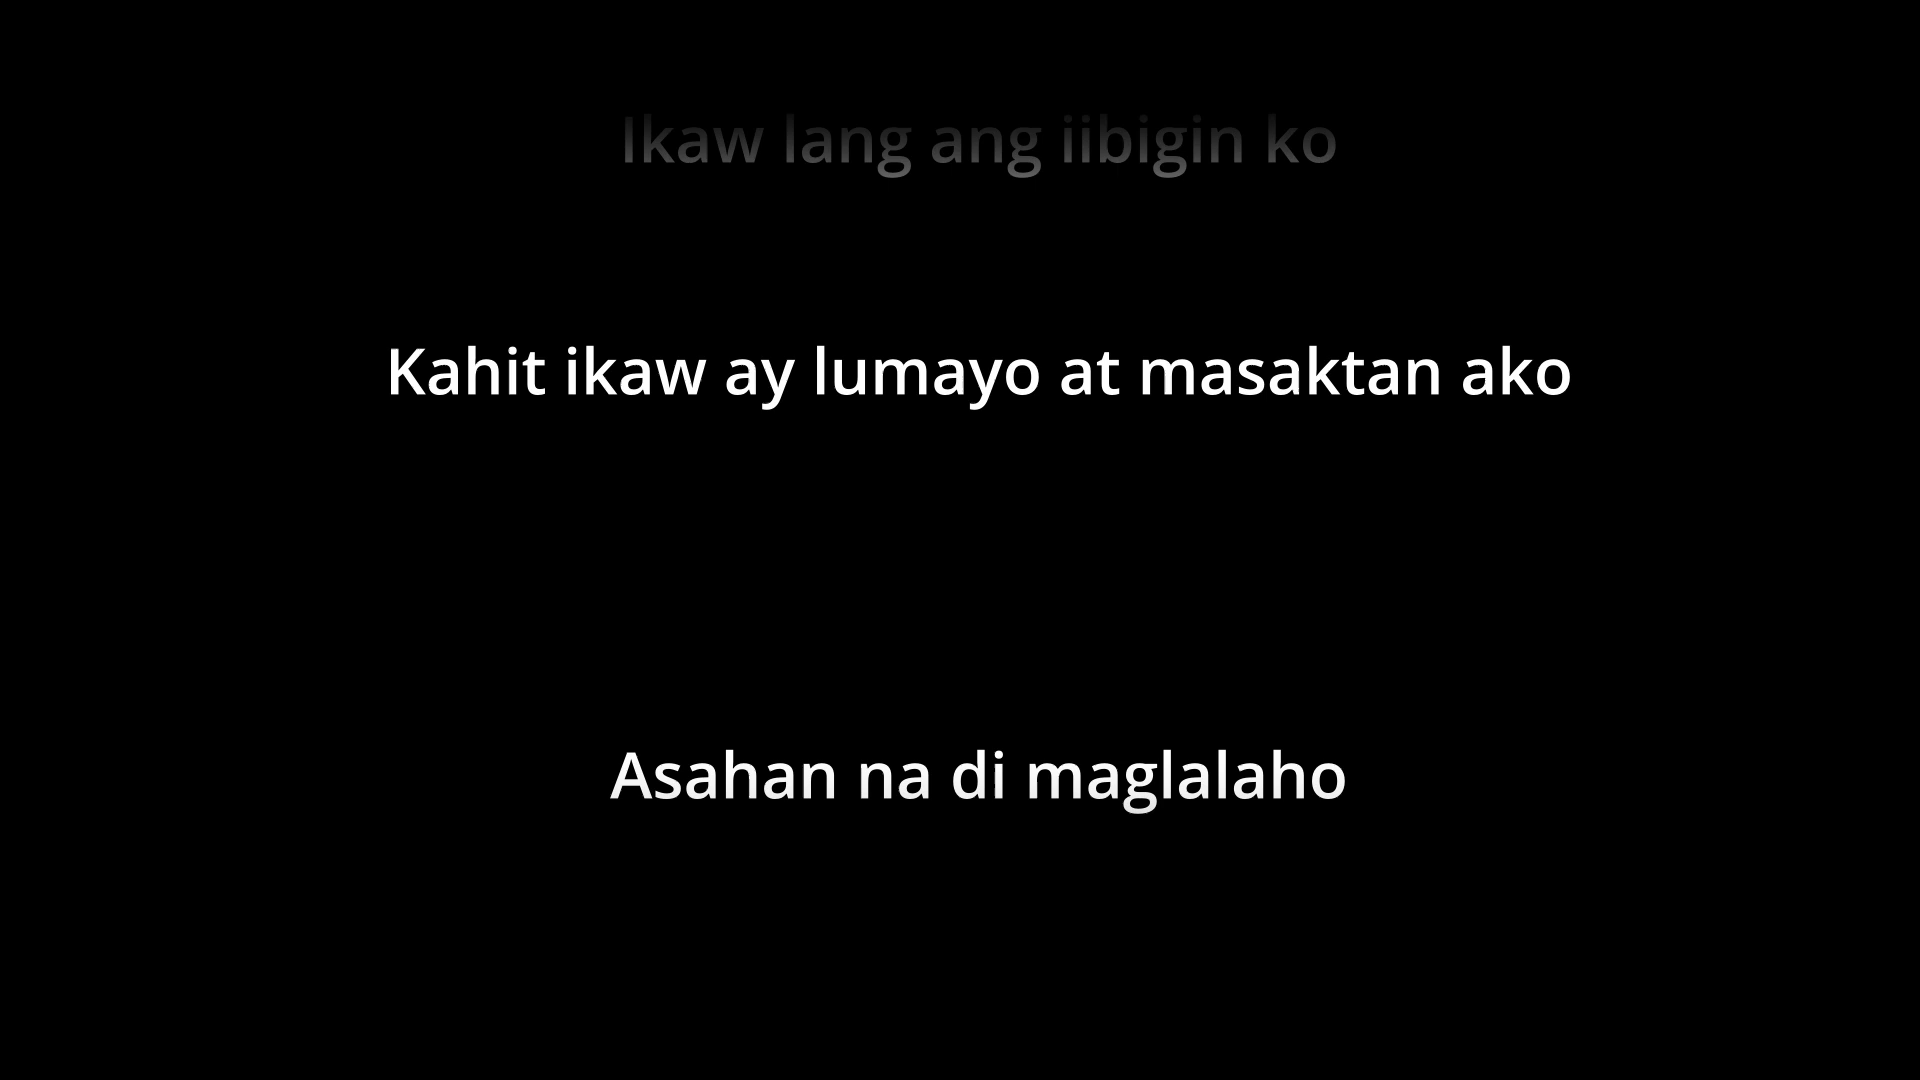 Ikaw lang ang iibigin ko
Kahit ikaw ay lumayo at masaktan ako
Asahan na di maglalaho